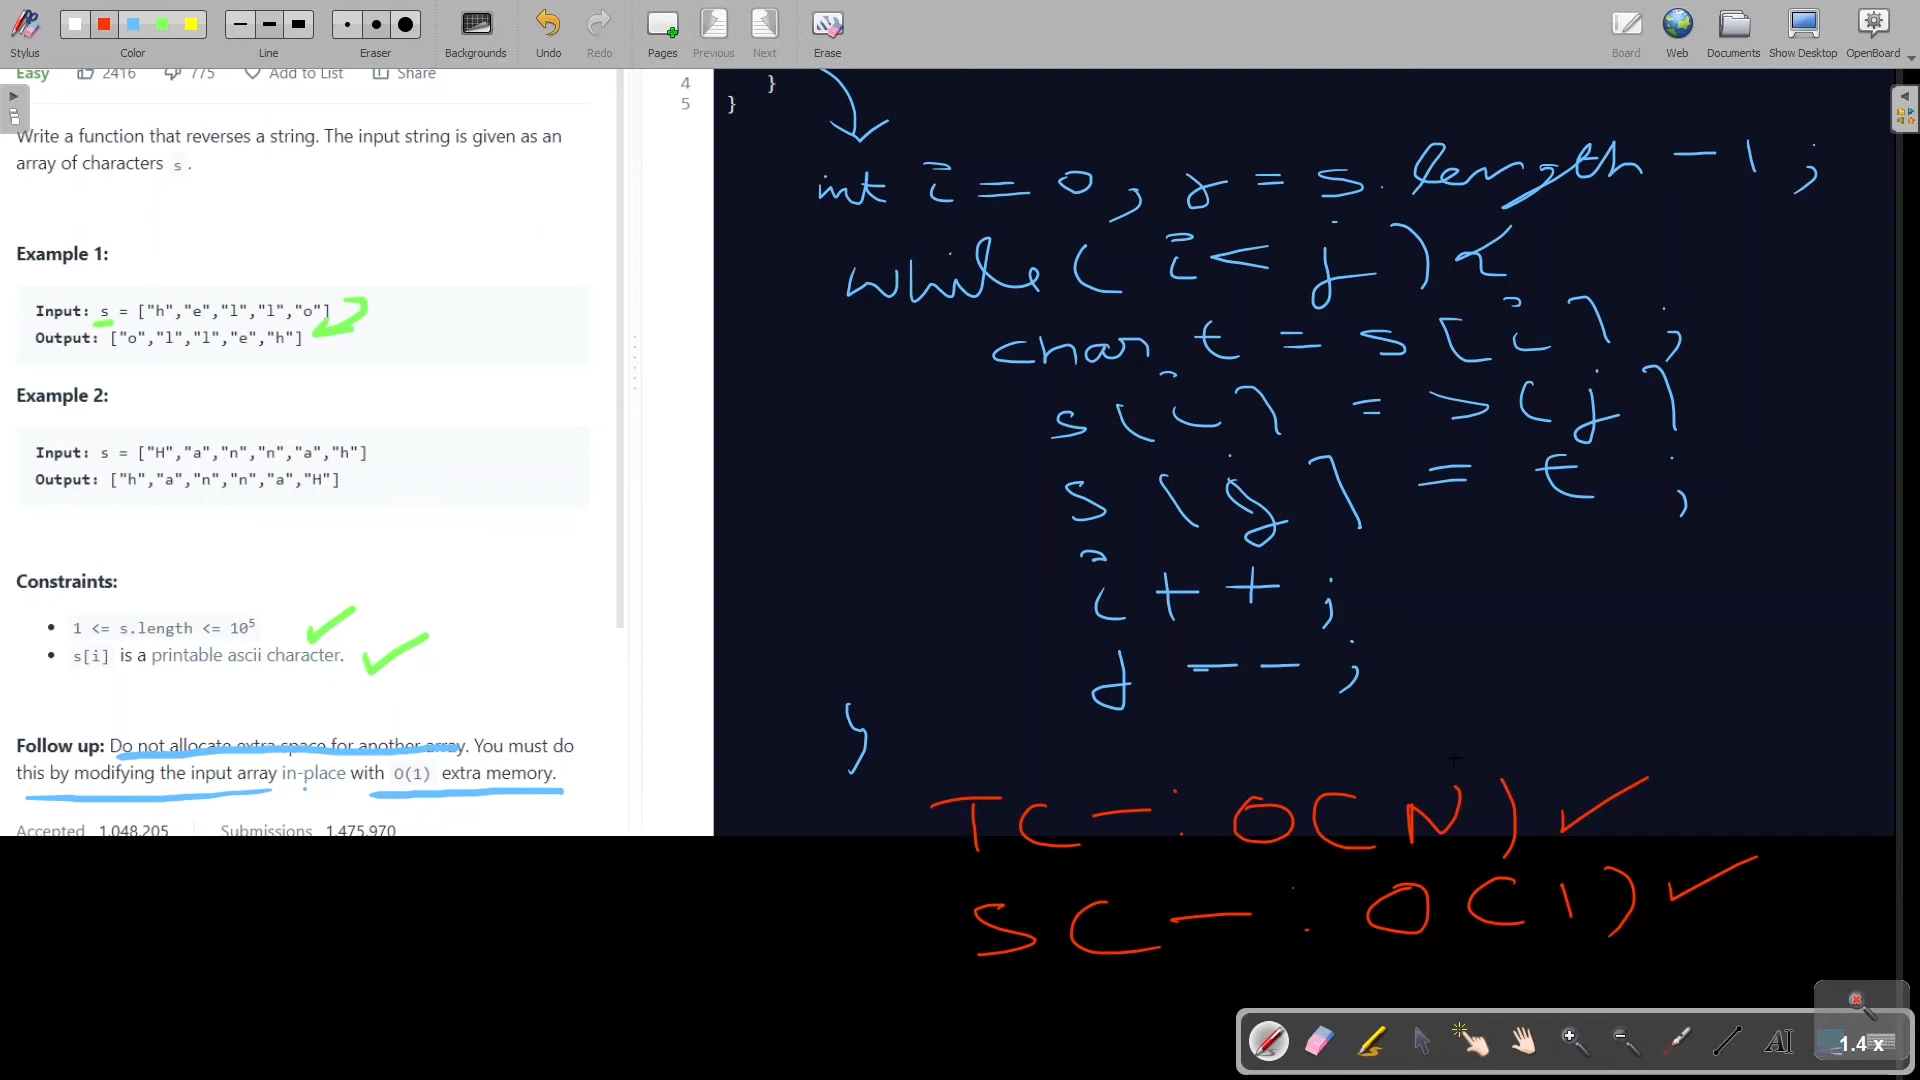 Stylus Color Line Eraser Backgrounds Undo Redo Pages Previous Next Erase Board Web Documents Show Desktop OpenBoard
Easy 2416 775 Add to List Share
Write a function that reverses a string. The input string is given as an
array of characters s .
Example 1:
Input: s = ["h","e","l","l","o"]
Output: ["o","l","l","e","h"]
Example 2:
Input: s = ["H","a","n","n","a","h"]
Output: ["h","a","n","n","a","H"]
Constraints:
1 <= s.length <= 10⁵
s[i] is a printable ascii character.
Follow up: Do not allocate extra space for another array. You must do
this by modifying the input array in-place with O(1) extra memory.
Accepted 1,048,205 Submissions 1,475,970
4 }
5 }
int i = 0, j = s.length - 1 ;
while ( i < j ) {
char t = s[i] ;
s[i] = s[j]
s[j] = t ;
i + + ;
j - - ;
}
TC - : O(N)
SC - : O(1)
1.4 x